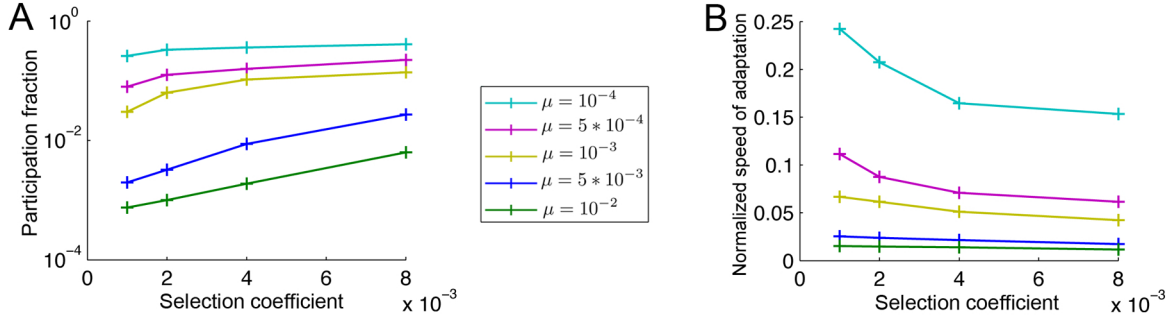 A
Participation fraction
10^0
10^-2
10^-4
0 2 4 6 8
x 10^-3
Selection coefficient
μ = 10^-4
μ = 5 * 10^-4
μ = 10^-3
μ = 5 * 10^-3
μ = 10^-2
B
Normalized speed of adaptation
0.25
0.2
0.15
0.1
0.05
0
0 2 4 6 8
x 10^-3
Selection coefficient